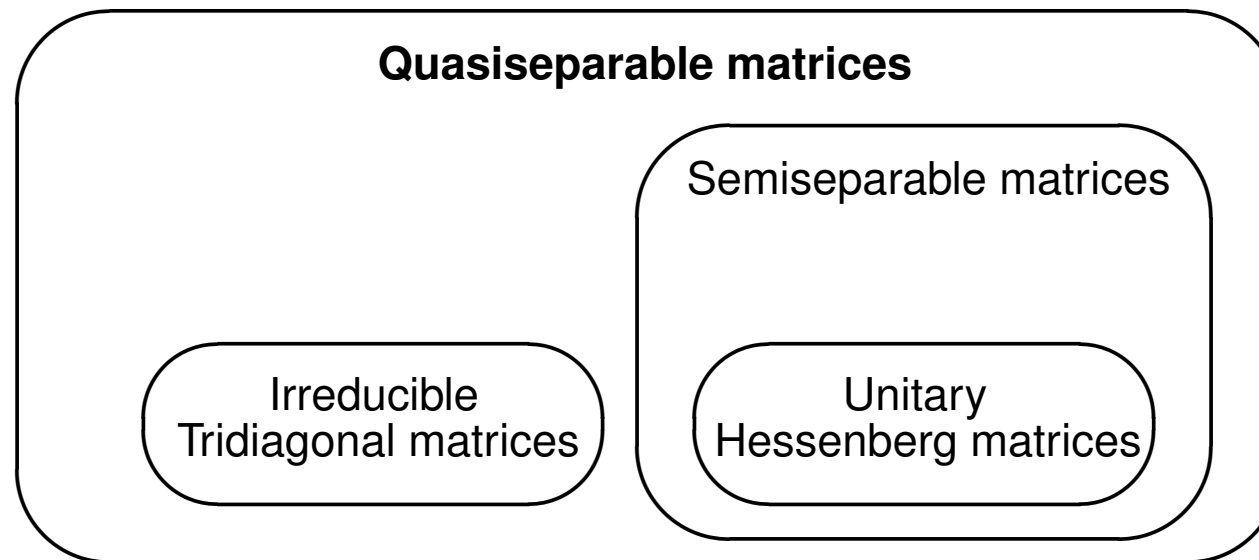 Quasiseparable matrices
Semiseparable matrices
Irreducible
Tridiagonal matrices
Unitary
Hessenberg matrices